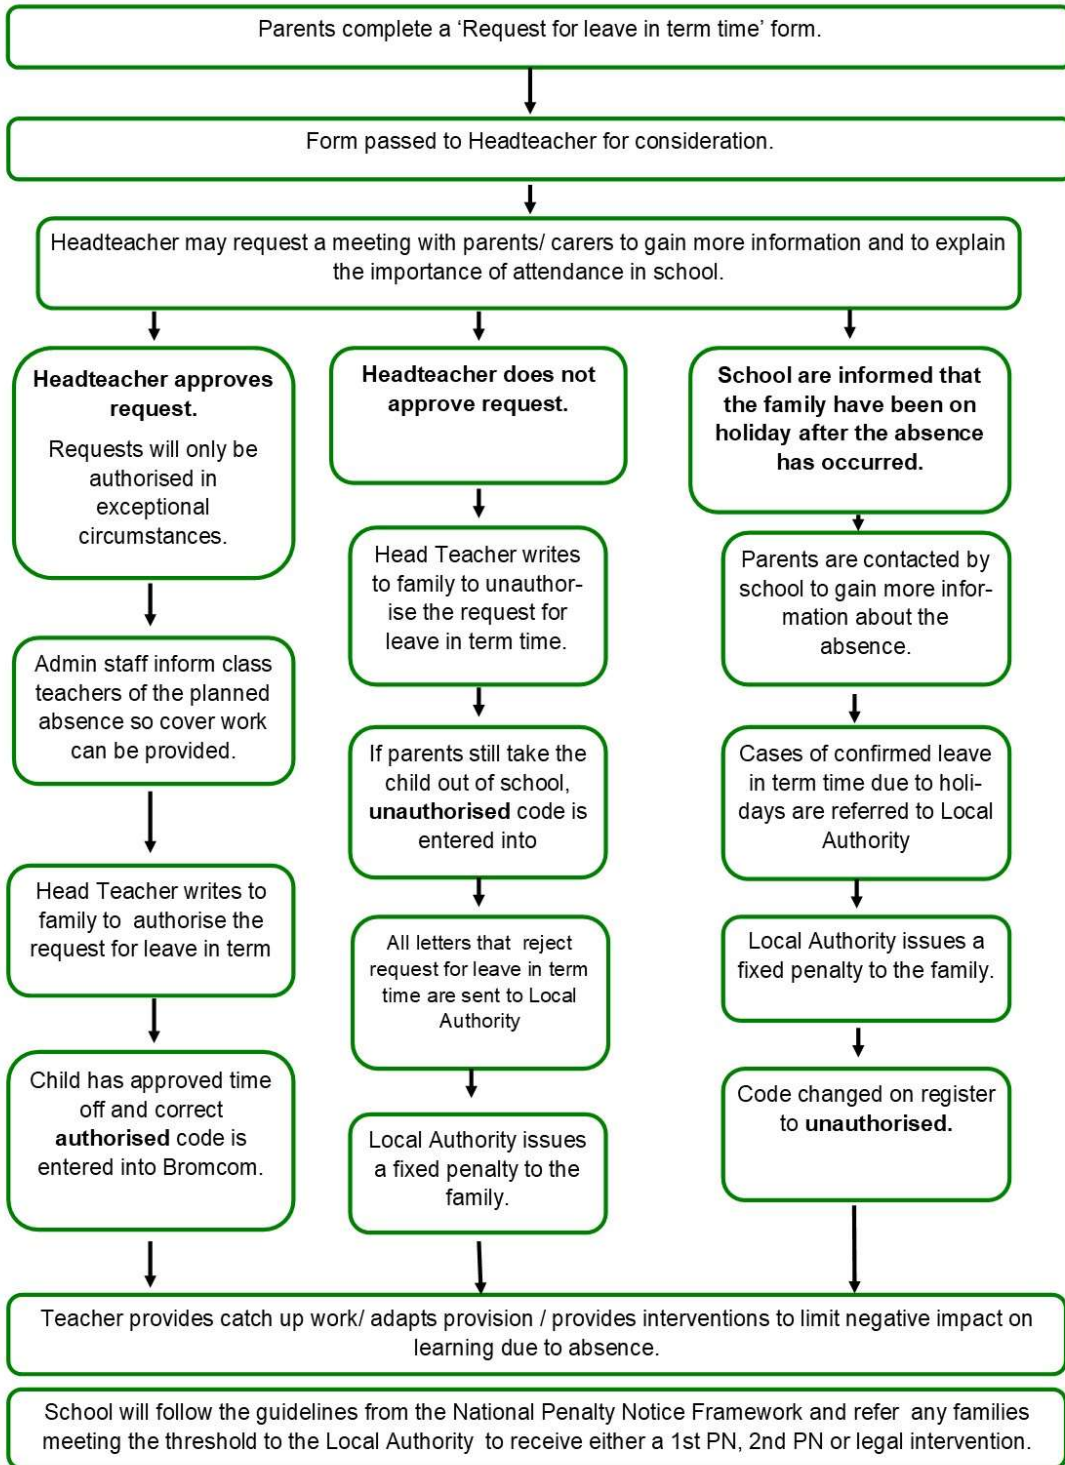 Parents complete a ‘Request for leave in term time’ form.
Form passed to Headteacher for consideration.
Headteacher may request a meeting with parents/ carers to gain more information and to explain
the importance of attendance in school.
Headteacher approves
request.
Requests will only be
authorised in
exceptional
circumstances.
Admin staff inform class
teachers of the planned
absence so cover work
can be provided.
Head Teacher writes to
family to  authorise the
request for leave in term
Child has approved time
off and correct
authorised code is
entered into Bromcom.
Headteacher does not
approve request.
Head Teacher writes
to family to unauthor-
ise the request for
leave in term time.
If parents still take the
child out of school,
unauthorised code is
entered into
All letters that  reject
request for leave in term
time are sent to Local
Authority
Local Authority issues
a fixed penalty to the
family.
School are informed that
the family have been on
holiday after the absence
has occurred.
Parents are contacted by
school to gain more infor-
mation about the
absence.
Cases of confirmed leave
in term time due to holi-
days are referred to Local
Authority
Local Authority issues a
fixed penalty to the family.
Code changed on register
to unauthorised.
Teacher provides catch up work/ adapts provision / provides interventions to limit negative impact on
learning due to absence.
School will follow the guidelines from the National Penalty Notice Framework and refer  any families
meeting the threshold to the Local Authority  to receive either a 1st PN, 2nd PN or legal intervention.